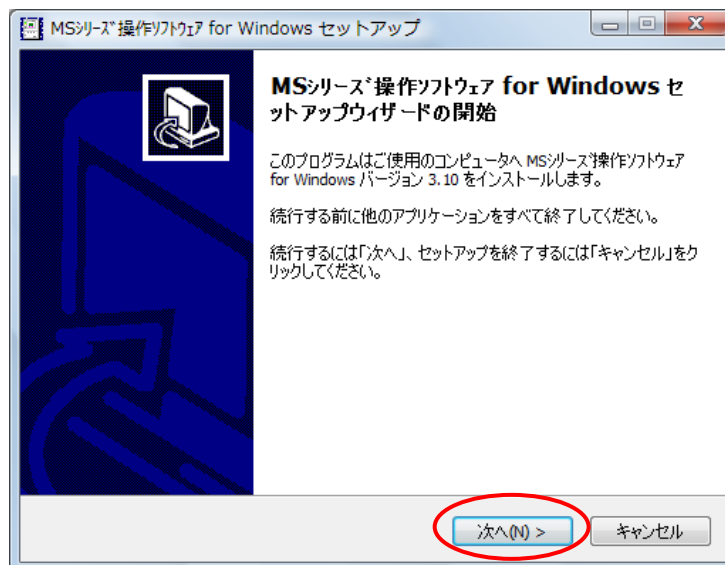 MSｼﾘｰｽﾞ操作ｿﾌﾄｳｪｱ for Windows セットアップ
MSｼﾘｰｽﾞ操作ｿﾌﾄｳｪｱ for Windows セ
ットアップウィザードの開始
このプログラムはご使用のコンピュータへ MSｼﾘｰｽﾞ操作ｿﾌﾄｳｪｱ
for Windows バージョン 3.10 をインストールします。
続行する前に他のアプリケーションをすべて終了してください。
続行するには「次へ」、セットアップを終了するには「キャンセル」をク
リックしてください。
次へ(N) >
キャンセル